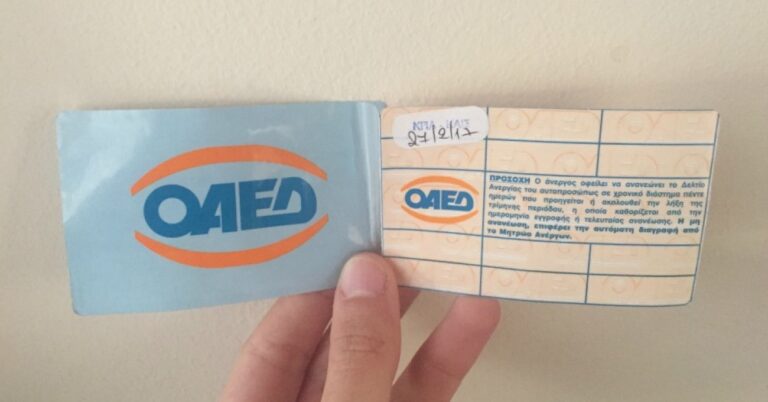 ΟΑΕΔ
27/2/17
ΟΑΕΔ
ΠΡΟΣΟΧΗ Ο άνεργος οφείλει να ανανεώνει το Δελτίο
Ανεργίας του αυτοπροσώπως σε χρονικό διάστημα πέντε
ημερών που προηγείται ή ακολουθεί την λήξη της
τρίμηνης περιόδου, η οποία καθορίζεται από την
ημερομηνία εγγραφής ή τελευταίας ανανέωσης. Η μη
ανανέωση, επιφέρει την αυτόματη διαγραφή από
το Μητρώο Ανέργων.